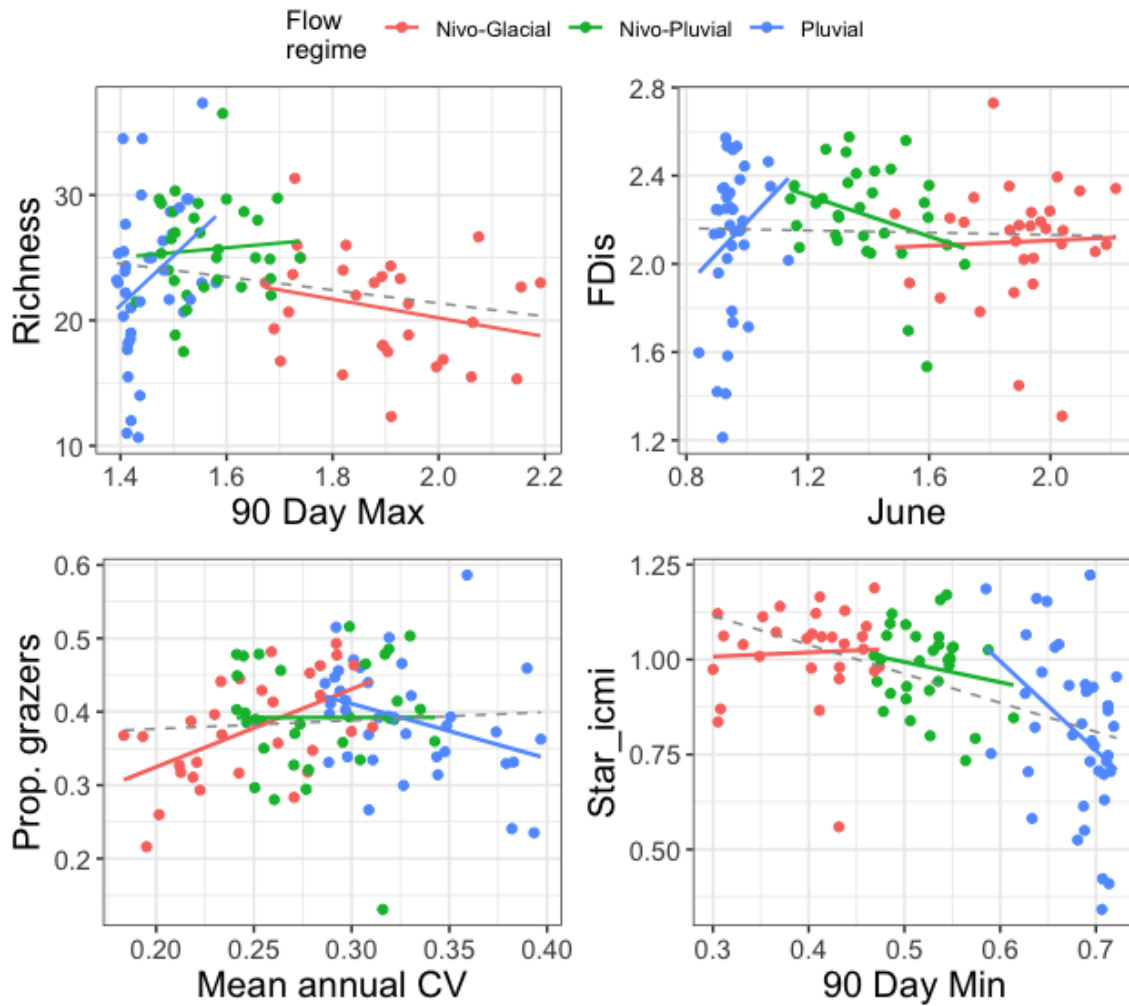 Flow
regime
Nivo-Glacial Nivo-Pluvial Pluvial
Richness
30
20
10
1.4 1.6 1.8 2.0 2.2
90 Day Max
FDis
2.8
2.4
2.0
1.6
1.2
0.8 1.2 1.6 2.0
June
Prop. grazers
0.6
0.5
0.4
0.3
0.2
0.20 0.25 0.30 0.35 0.40
Mean annual CV
Star_icmi
1.25
1.00
0.75
0.50
0.3 0.4 0.5 0.6 0.7
90 Day Min